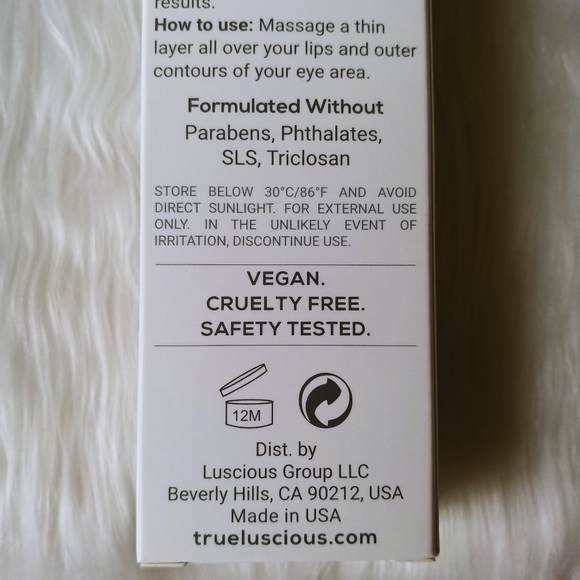 results.
How to use: Massage a thin
layer all over your lips and outer
contours of your eye area.
Formulated Without
Parabens, Phthalates,
SLS, Triclosan
STORE BELOW 30°C/86°F AND AVOID
DIRECT SUNLIGHT. FOR EXTERNAL USE
ONLY. IN THE UNLIKELY EVENT OF
IRRITATION, DISCONTINUE USE.
VEGAN.
CRUELTY FREE.
SAFETY TESTED.
12M
Dist. by
Luscious Group LLC
Beverly Hills, CA 90212, USA
Made in USA
trueluscious.com